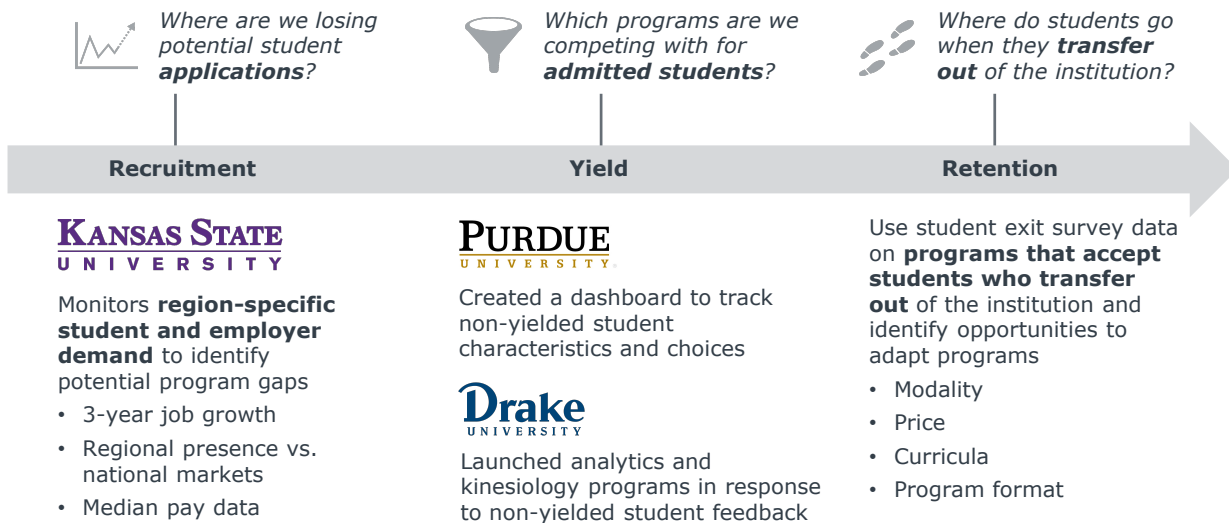 Where are we losing
potential student
applications?
Which programs are we
competing with for
admitted students?
Where do students go
when they transfer
out of the institution?
Recruitment
Yield
Retention
KANSAS STATE
UNIVERSITY
Monitors region-specific
student and employer
demand to identify
potential program gaps
• 3-year job growth
• Regional presence vs.
national markets
• Median pay data
PURDUE
UNIVERSITY®
Created a dashboard to track
non-yielded student
characteristics and choices
Drake
UNIVERSITY
Launched analytics and
kinesiology programs in response
to non-yielded student feedback
Use student exit survey data
on programs that accept
students who transfer
out of the institution and
identify opportunities to
adapt programs
• Modality
• Price
• Curricula
• Program format